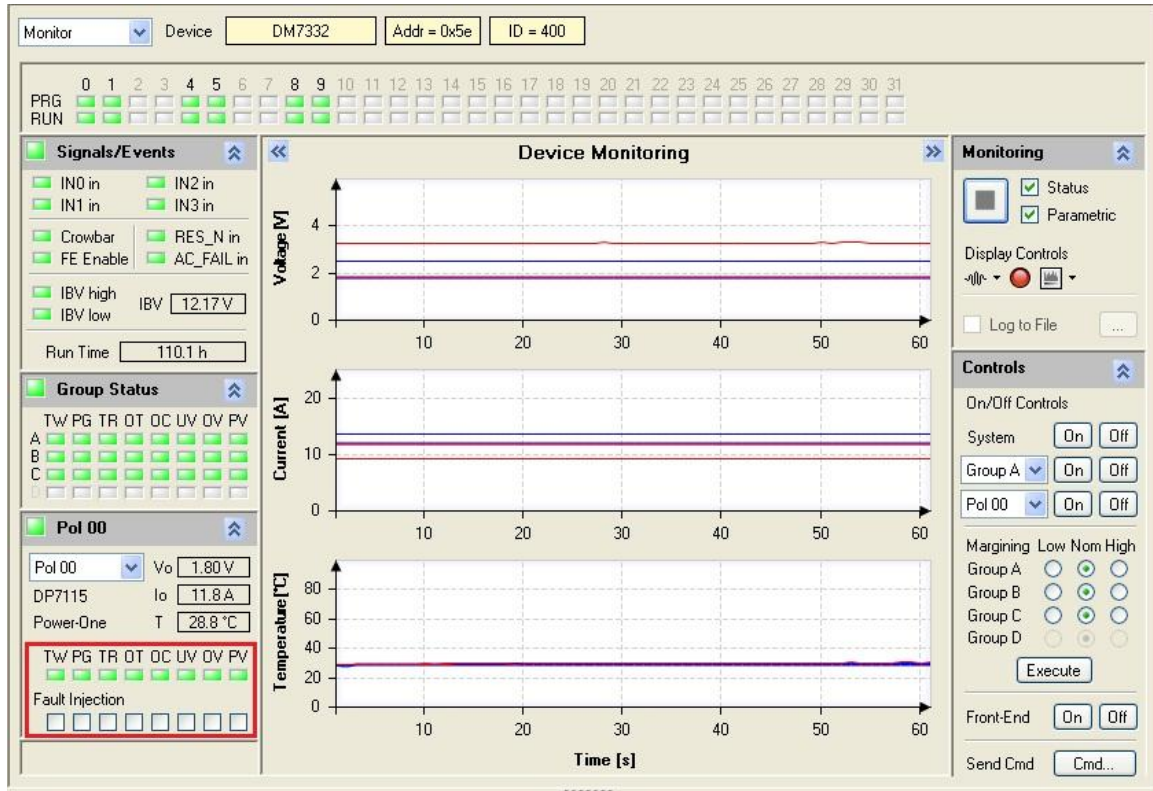 Monitor Device DM7332 Addr = 0x5e ID = 400
0 1 2 3 4 5 6 7 8 9 10 11 12 13 14 15 16 17 18 19 20 21 22 23 24 25 26 27 28 29 30 31
PRG
RUN
Signals/Events
IN0 in IN2 in
IN1 in IN3 in
Crowbar RES_N in
FE Enable AC_FAIL in
IBV high
IBV low
IBV 12.17 V
Run Time 110.1 h
Group Status
TW PG TR OT OC UV OV PV
A
B
C
D
Pol 00
Pol 00 Vo 1.80 V
DP7115 Io 11.8 A
Power-One T 28.8 °C
TW PG TR OT OC UV OV PV
Fault Injection
Device Monitoring
Voltage [V]
4
2
0
10 20 30 40 50 60
Current [A]
20
10
0
10 20 30 40 50 60
Temperature [°C]
80
60
40
20
0
10 20 30 40 50 60
Time [s]
Monitoring
Status
Parametric
Display Controls
Log to File ...
Controls
On/Off Controls
System On Off
Group A On Off
Pol 00 On Off
Margining Low Nom High
Group A
Group B
Group C
Group D
Execute
Front-End On Off
Send Cmd Cmd...